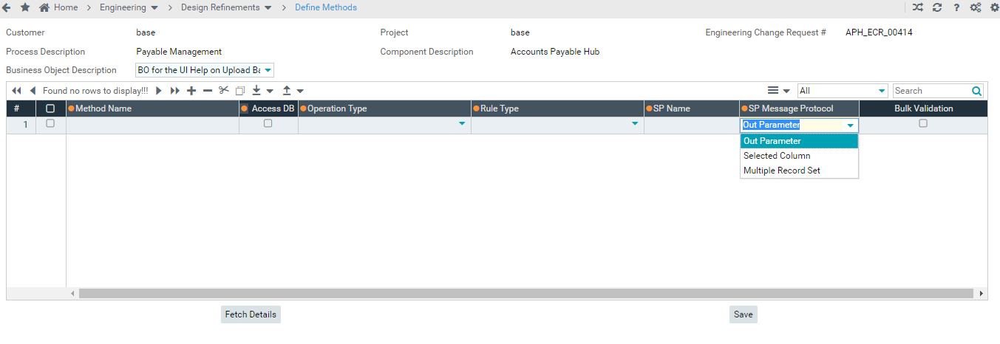 Home > Engineering > Design Refinements > Define Methods
Customer base Project base Engineering Change Request # APH_ECR_00414
Process Description Payable Management Component Description Accounts Payable Hub
Business Object Description BO for the UI Help on Upload Ba
Found no rows to display!!! All Search
# Method Name Access DB Operation Type Rule Type SP Name SP Message Protocol Bulk Validation
1 Out Parameter
Out Parameter
Selected Column
Multiple Record Set
Fetch Details Save